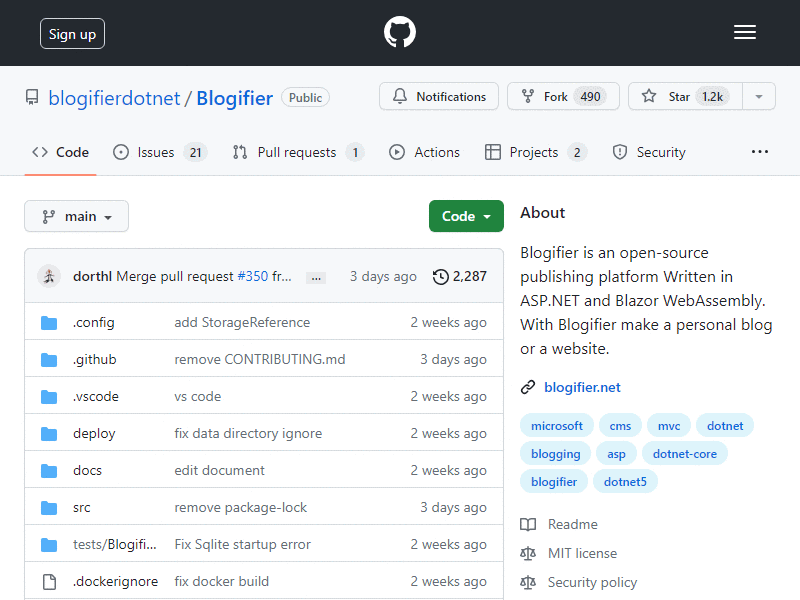 Sign up
blogifierdotnet / Blogifier Public
Notifications
Fork 490
Star 1.2k
Code
Issues 21
Pull requests 1
Actions
Projects 2
Security
main
Code
dorthl Merge pull request #350 fr... ... 3 days ago 2,287
.config add StorageReference 2 weeks ago
.github remove CONTRIBUTING.md 3 days ago
.vscode vs code 2 weeks ago
deploy fix data directory ignore 2 weeks ago
docs edit document 2 weeks ago
src remove package-lock 3 days ago
tests/Blogifi... Fix Sqlite startup error 2 weeks ago
.dockerignore fix docker build 2 weeks ago
About
Blogifier is an open-source
publishing platform Written in
ASP.NET and Blazor WebAssembly.
With Blogifier make a personal blog
or a website.
blogifier.net
microsoft cms mvc dotnet
blogging asp dotnet-core
blogifier dotnet5
Readme
MIT license
Security policy